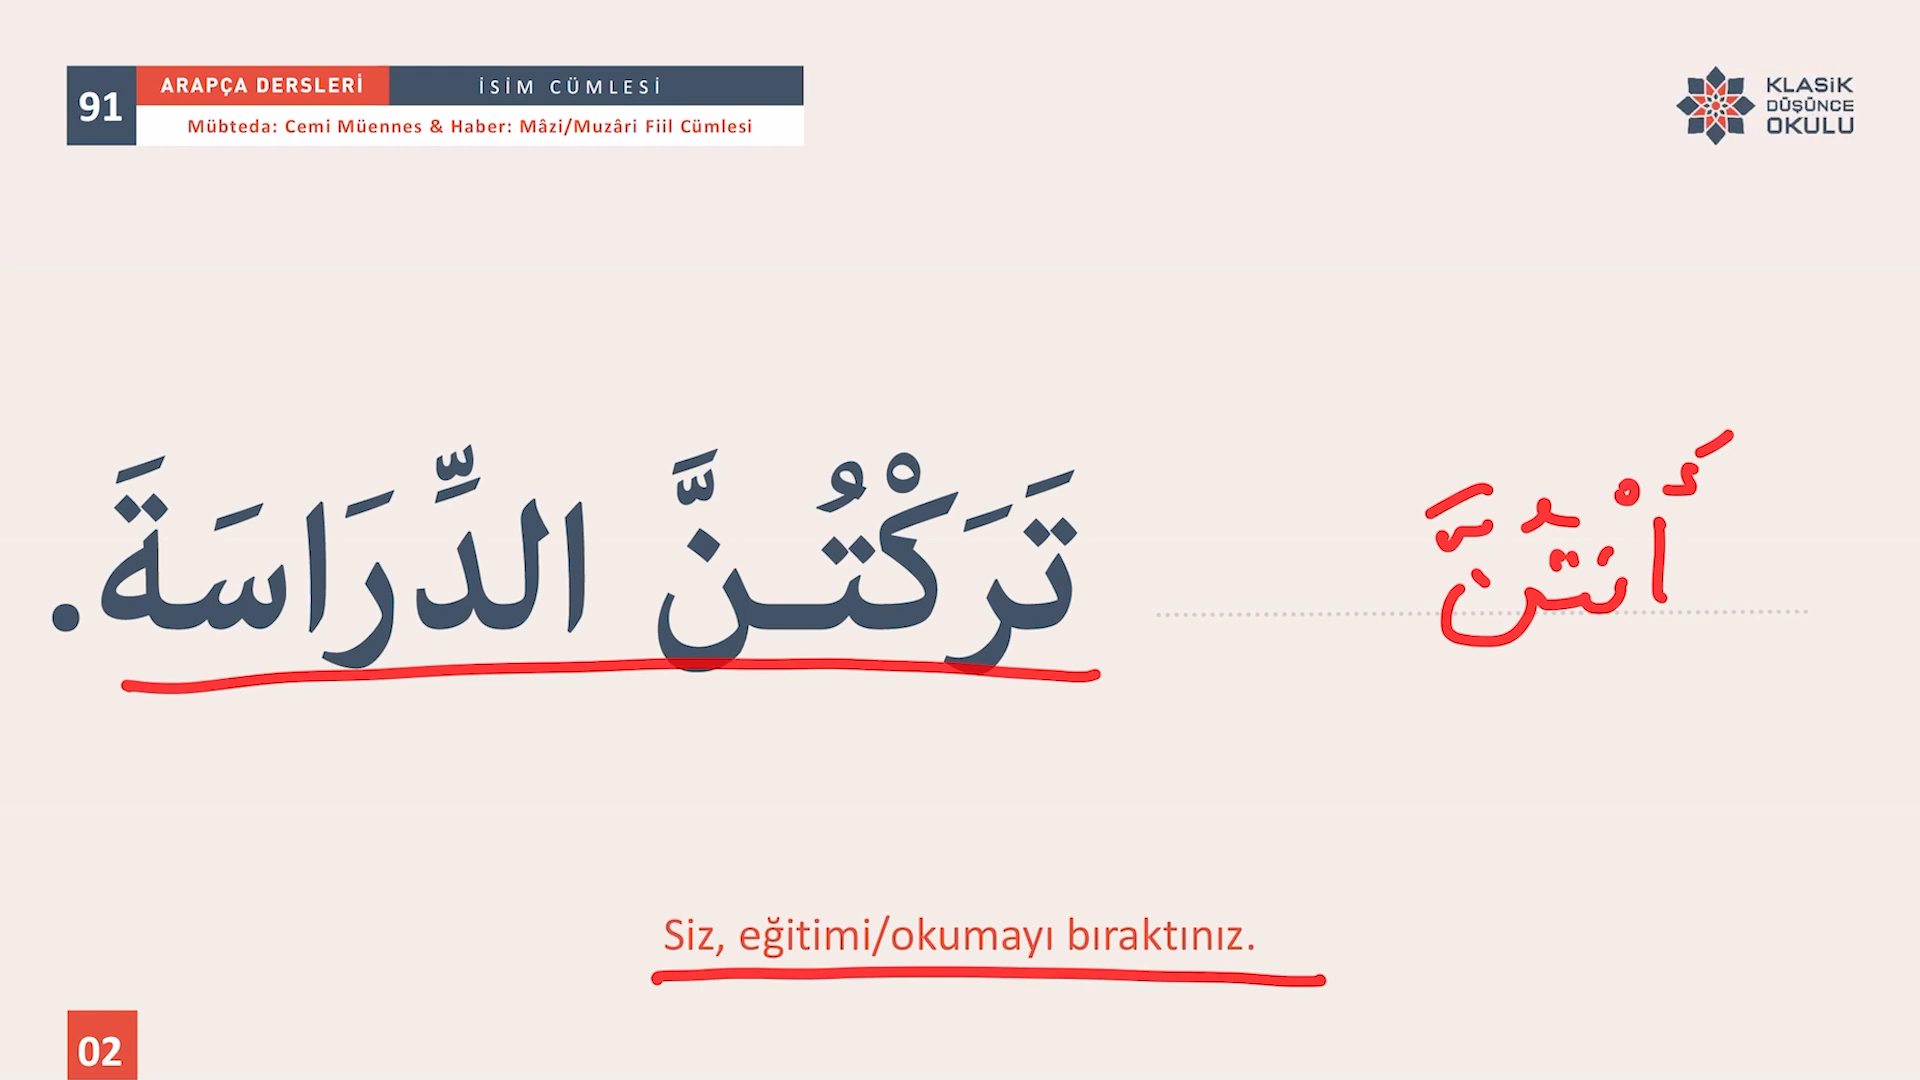 91
ARAPÇA DERSLERİ
İSİM CÜMLESİ
Mübteda: Cemi Müennes & Haber: Mâzi/Muzâri Fiil Cümlesi
KLASİK
DÜŞÜNCE
OKULU
أَنْتُنَّ تَرَكْتُـنَّ الدِّرَاسَةَ.
Siz, eğitimi/okumayı bıraktınız.
02